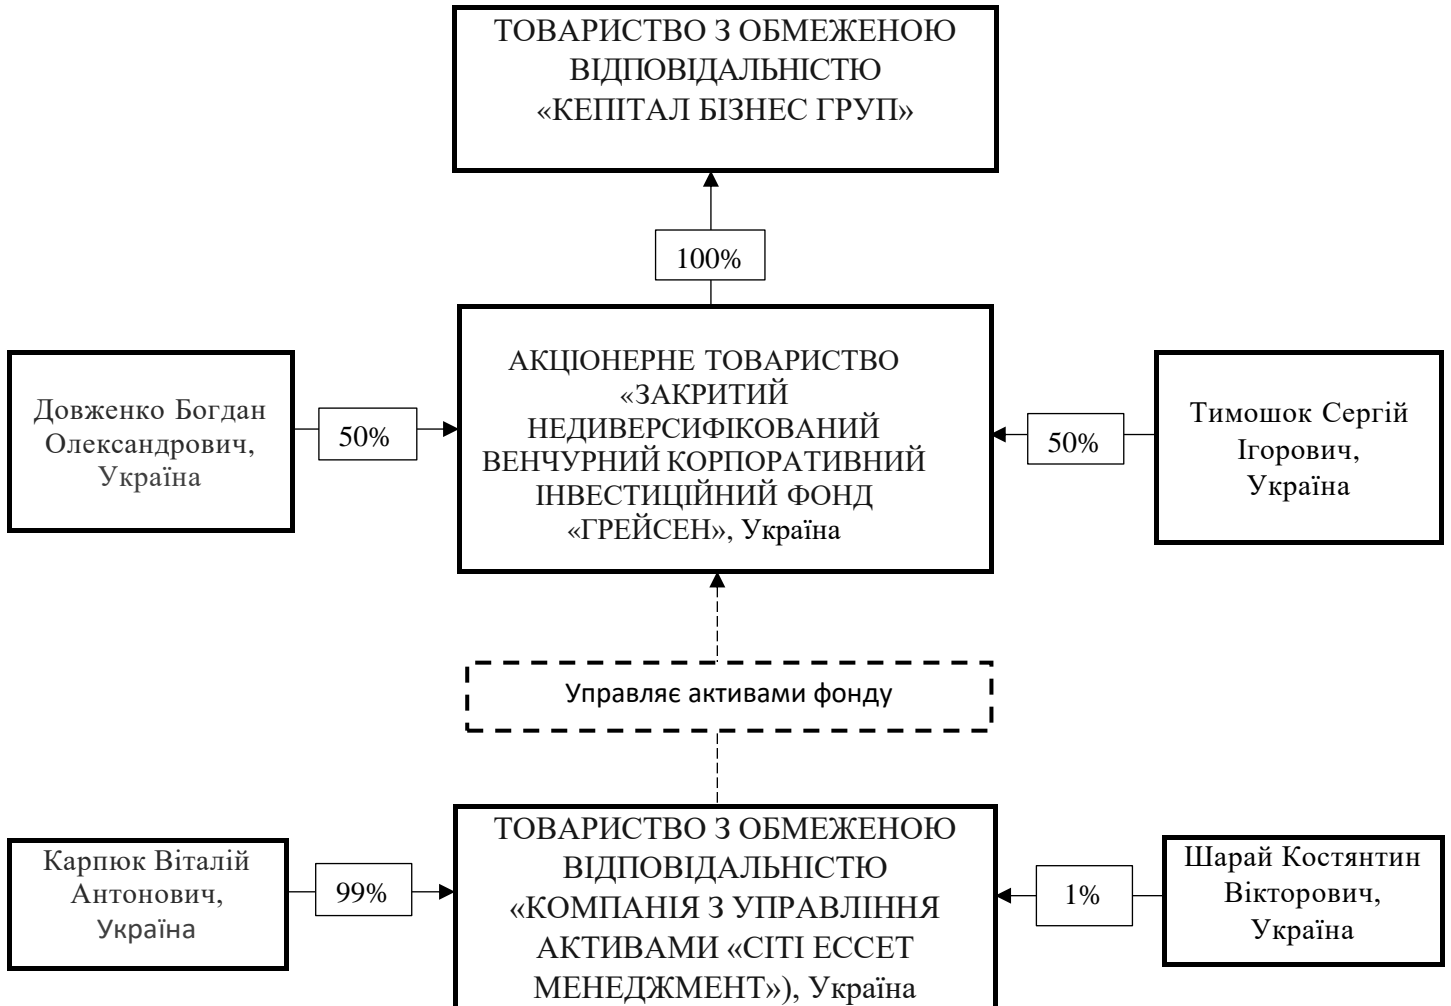 ТОВАРИСТВО З ОБМЕЖЕНОЮ
ВІДПОВІДАЛЬНІСТЮ
«КЕПІТАЛ БІЗНЕС ГРУП»
100%
Довженко Богдан
Олександрович,
Україна
50%
АКЦІОНЕРНЕ ТОВАРИСТВО
«ЗАКРИТИЙ
НЕДИВЕРСИФІКОВАНИЙ
ВЕНЧУРНИЙ КОРПОРАТИВНИЙ
ІНВЕСТИЦІЙНИЙ ФОНД
«ГРЕЙСЕН», Україна
50%
Тимошок Сергій
Ігорович,
Україна
Управляє активами фонду
Карпюк Віталій
Антонович,
Україна
99%
ТОВАРИСТВО З ОБМЕЖЕНОЮ
ВІДПОВІДАЛЬНІСТЮ
«КОМПАНІЯ З УПРАВЛІННЯ
АКТИВАМИ «СІТІ ЕССЕТ
МЕНЕДЖМЕНТ»), Україна
1%
Шарай Костянтин
Вікторович,
Україна